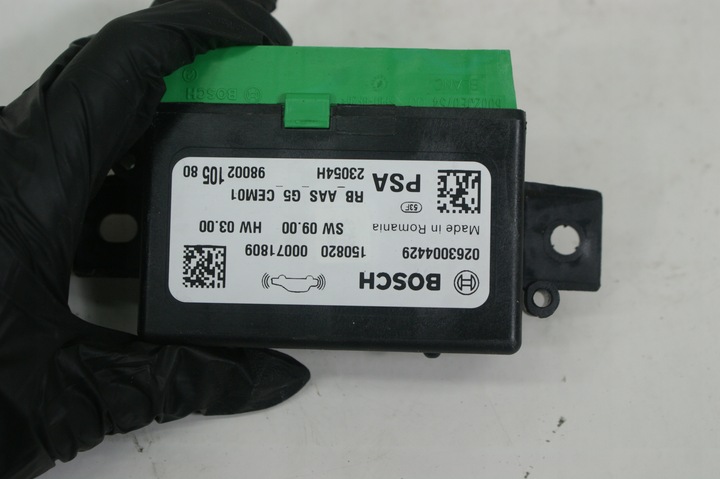 BOSCH
0263004429 150820 00071809
Made in Romania SW 09.00 HW 03.00
53F RB_AAS_G5_CEM01
PSA 23054H 98002 105 80
BOSCH